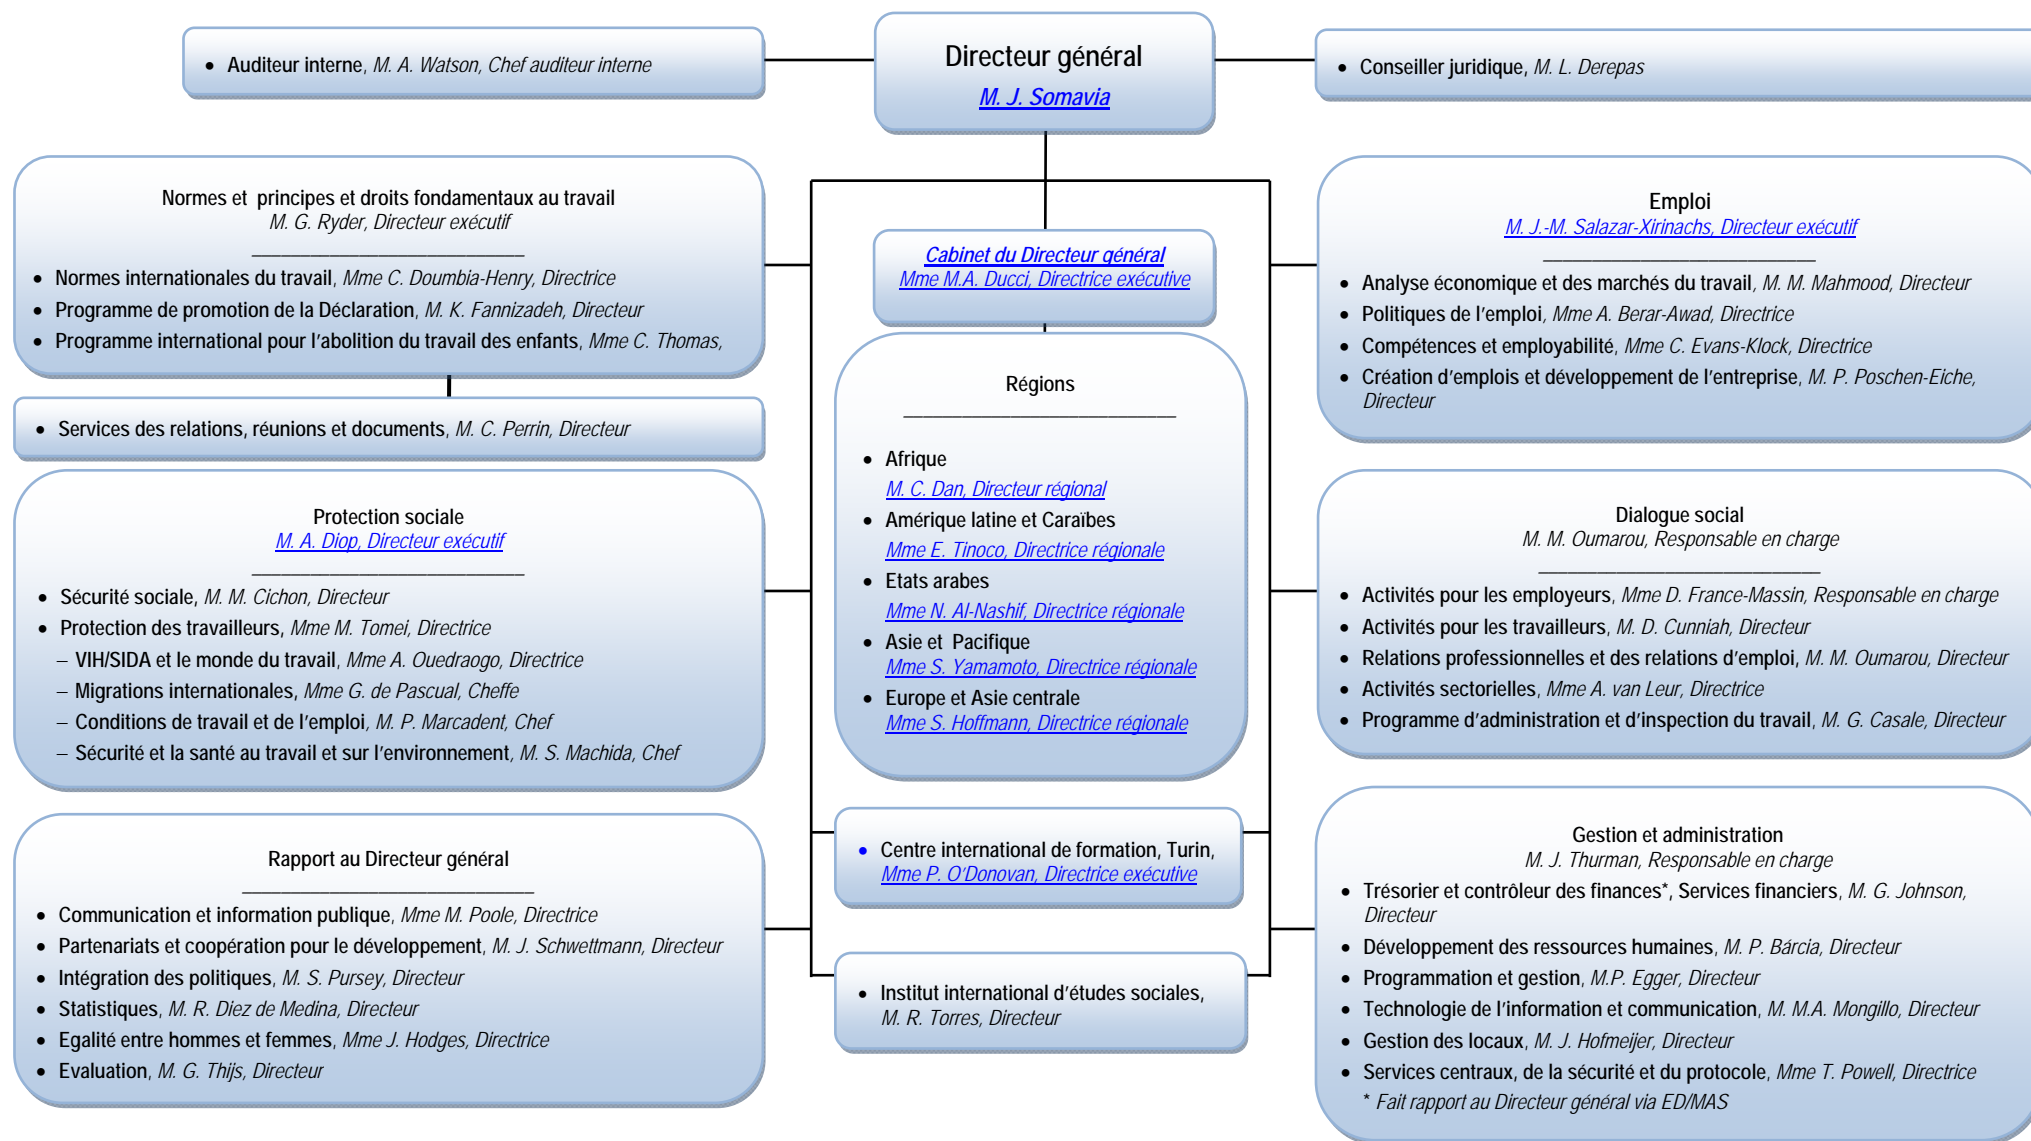 • Auditeur interne, M. A. Watson, Chef auditeur interne
Directeur général
M. J. Somavia
• Conseiller juridique, M. L. Derepas
Normes et principes et droits fondamentaux au travail
M. G. Ryder, Directeur exécutif
• Normes internationales du travail, Mme C. Doumbia-Henry, Directrice
• Programme de promotion de la Déclaration, M. K. Fannizadeh, Directeur
• Programme international pour l'abolition du travail des enfants, Mme C. Thomas,
• Services des relations, réunions et documents, M. C. Perrin, Directeur
Protection sociale
M. A. Diop, Directeur exécutif
• Sécurité sociale, M. M. Cichon, Directeur
• Protection des travailleurs, Mme M. Tomei, Directrice
– VIH/SIDA et le monde du travail, Mme A. Ouedraogo, Directrice
– Migrations internationales, Mme G. de Pascual, Cheffe
– Conditions de travail et de l'emploi, M. P. Marcadent, Chef
– Sécurité et la santé au travail et sur l'environnement, M. S. Machida, Chef
Rapport au Directeur général
• Communication et information publique, Mme M. Poole, Directrice
• Partenariats et coopération pour le développement, M. J. Schwettmann, Directeur
• Intégration des politiques, M. S. Pursey, Directeur
• Statistiques, M. R. Diez de Medina, Directeur
• Egalité entre hommes et femmes, Mme J. Hodges, Directrice
• Evaluation, M. G. Thijs, Directeur
Cabinet du Directeur général
Mme M.A. Ducci, Directrice exécutive
Régions
• Afrique
M. C. Dan, Directeur régional
• Amérique latine et Caraïbes
Mme E. Tinoco, Directrice régionale
• Etats arabes
Mme N. Al-Nashif, Directrice régionale
• Asie et Pacifique
Mme S. Yamamoto, Directrice régionale
• Europe et Asie centrale
Mme S. Hoffmann, Directrice régionale
• Centre international de formation, Turin,
Mme P. O'Donovan, Directrice exécutive
• Institut international d'études sociales,
M. R. Torres, Directeur
Emploi
M. J.-M. Salazar-Xirinachs, Directeur exécutif
• Analyse économique et des marchés du travail, M. M. Mahmood, Directeur
• Politiques de l'emploi, Mme A. Berar-Awad, Directrice
• Compétences et employabilité, Mme C. Evans-Klock, Directrice
• Création d'emplois et développement de l'entreprise, M. P. Poschen-Eiche,
Directeur
Dialogue social
M. M. Oumarou, Responsable en charge
• Activités pour les employeurs, Mme D. France-Massin, Responsable en charge
• Activités pour les travailleurs, M. D. Cunniah, Directeur
• Relations professionnelles et des relations d'emploi, M. M. Oumarou, Directeur
• Activités sectorielles, Mme A. van Leur, Directrice
• Programme d'administration et d'inspection du travail, M. G. Casale, Directeur
Gestion et administration
M. J. Thurman, Responsable en charge
• Trésorier et contrôleur des finances*, Services financiers, M. G. Johnson,
Directeur
• Développement des ressources humaines, M. P. Bárcia, Directeur
• Programmation et gestion, M.P. Egger, Directeur
• Technologie de l'information et communication, M. M.A. Mongillo, Directeur
• Gestion des locaux, M. J. Hofmeijer, Directeur
• Services centraux, de la sécurité et du protocole, Mme T. Powell, Directrice
* Fait rapport au Directeur général via ED/MAS